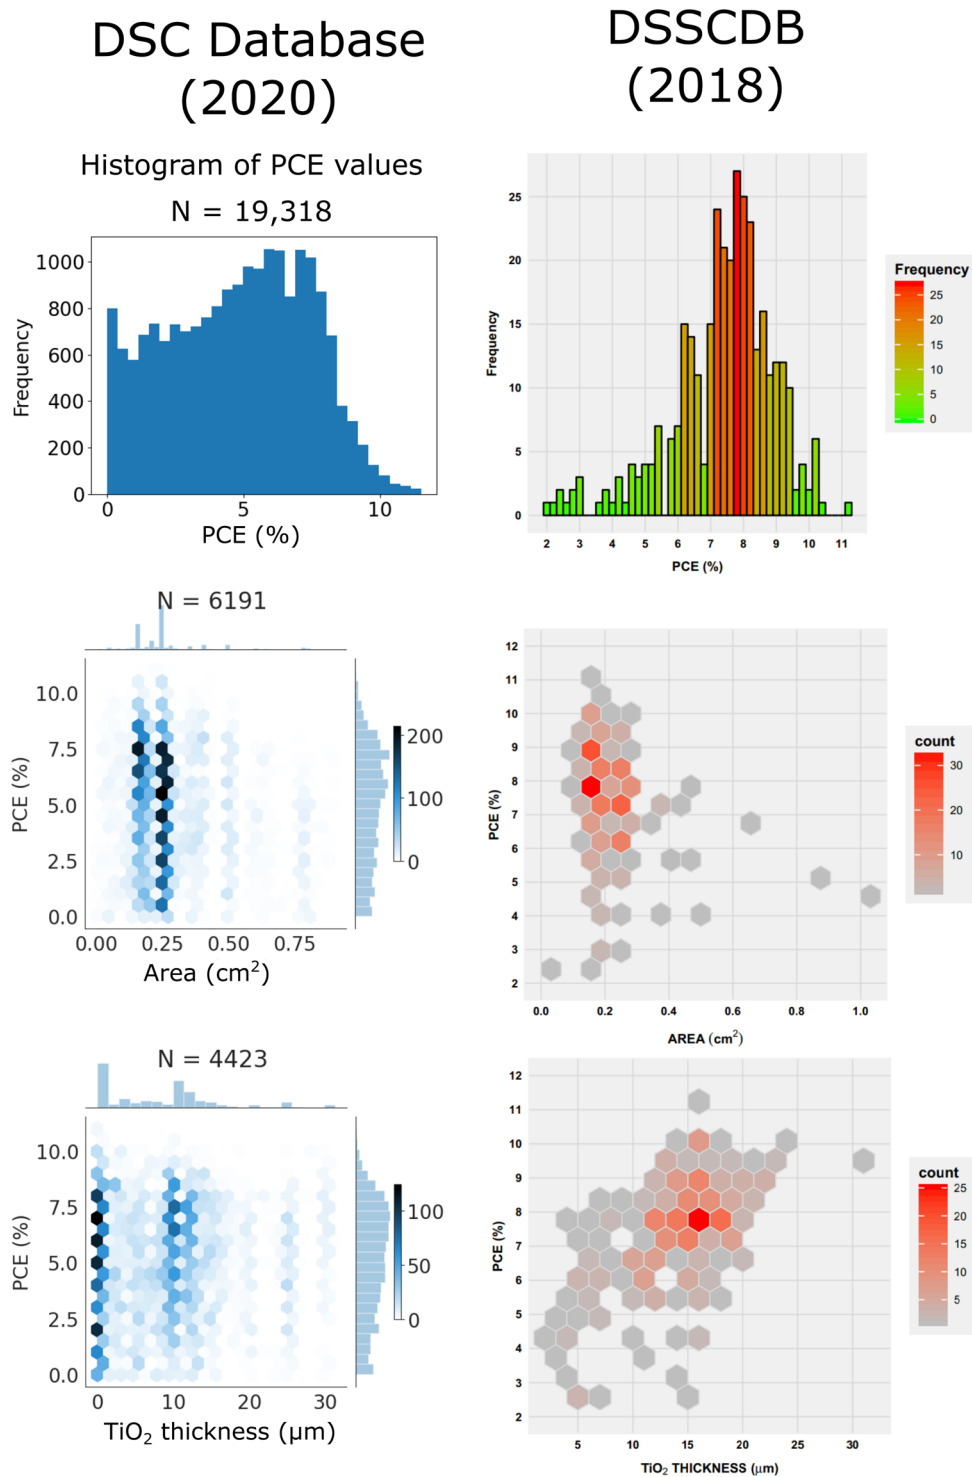 DSC Database
(2020)
DSSCDB
(2018)
Histogram of PCE values
N = 19,318
1000
800
600
400
200
0
Frequency
0 5 10
PCE (%)
25
20
15
10
5
0
Frequency
2 3 4 5 6 7 8 9 10 11
PCE (%)
Frequency
25
20
15
10
5
0
N = 6191
10.0
7.5
5.0
2.5
0.0
PCE (%)
0.00 0.25 0.50 0.75
Area (cm²)
200
100
0
12
11
10
9
8
7
6
5
4
3
2
PCE (%)
0.0 0.2 0.4 0.6 0.8 1.0
AREA (cm²)
count
30
20
10
N = 4423
10.0
7.5
5.0
2.5
0.0
PCE (%)
0 10 20 30
TiO₂ thickness (μm)
100
50
0
12
11
10
9
8
7
6
5
4
3
2
PCE (%)
5 10 15 20 25 30
TiO₂ THICKNESS (μm)
count
25
20
15
10
5